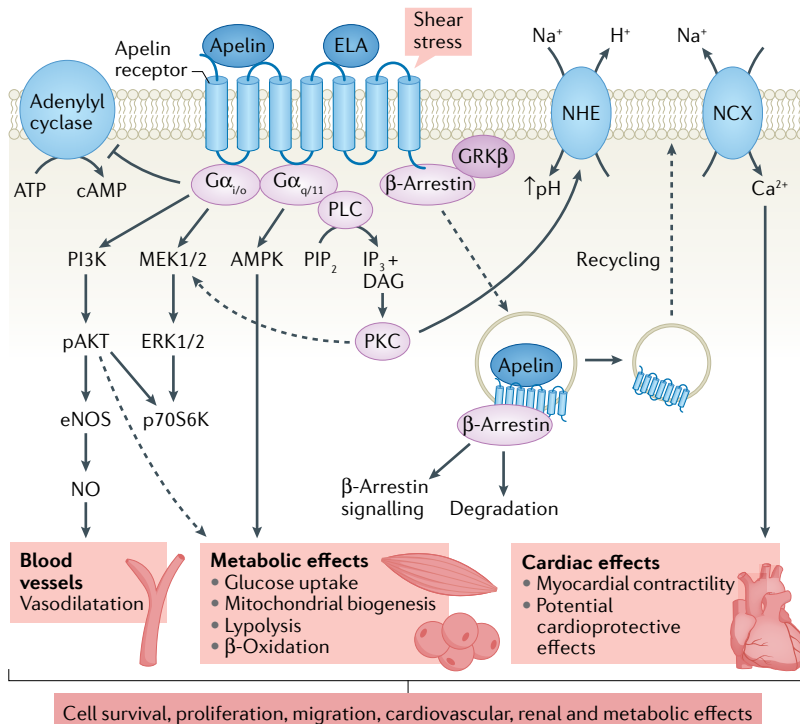 Shear
stress
Apelin
receptor
Apelin
ELA
Na⁺
H⁺
Na⁺
Adenylyl
cyclase
NHE
NCX
ATP
cAMP
Gαi/o
Gαq/11
PLC
β-Arrestin
GRKβ
↑pH
Ca²⁺
PI3K
MEK1/2
AMPK
PIP₂
IP₃ +
DAG
Recycling
pAKT
ERK1/2
PKC
Apelin
β-Arrestin
eNOS
p70S6K
NO
β-Arrestin
signalling
Degradation
Blood
vessels
Vasodilatation
Metabolic effects
• Glucose uptake
• Mitochondrial biogenesis
• Lypolysis
• β-Oxidation
Cardiac effects
• Myocardial contractility
• Potential
cardioprotective
effects
Cell survival, proliferation, migration, cardiovascular, renal and metabolic effects